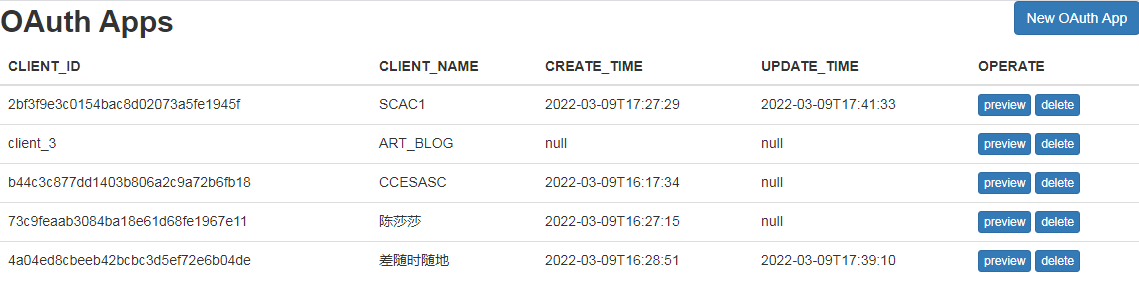 OAuth Apps New OAuth App
CLIENT_ID CLIENT_NAME CREATE_TIME UPDATE_TIME OPERATE
2bf3f9e3c0154bac8d02073a5fe1945f SCAC1 2022-03-09T17:27:29 2022-03-09T17:41:33 preview delete
client_3 ART_BLOG null null preview delete
b44c3c877dd1403b806a2c9a72b6fb18 CCESASC 2022-03-09T16:17:34 null preview delete
73c9feaab3084ba18e61d68fe1967e11 陈莎莎 2022-03-09T16:27:15 null preview delete
4a04ed8cbeeb42bcbc3d5ef72e6b04de 差随时随地 2022-03-09T16:28:51 2022-03-09T17:39:10 preview delete